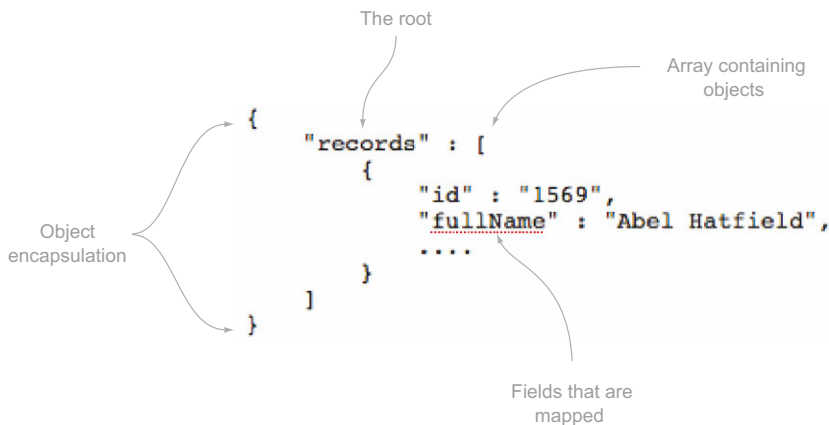 The root
Array containing
objects
{
"records" : [
{
"id" : "1569",
"fullName" : "Abel Hatfield",
....
}
]
}
Object
encapsulation
Fields that are
mapped